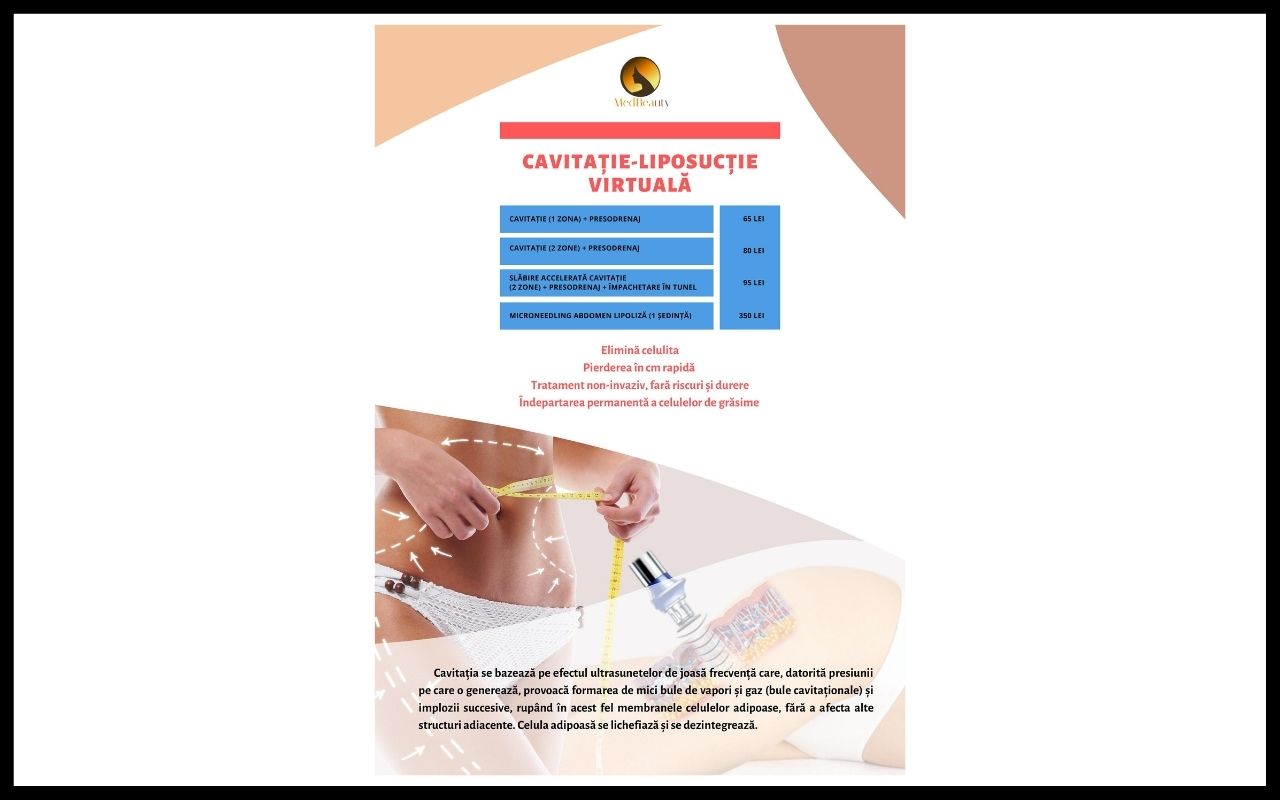 MedBeauty
CAVITAȚIE-LIPOSUCȚIE
VIRTUALĂ
CAVITAȚIE (1 ZONA) + PRESODRENAJ
65 LEI
CAVITAȚIE (2 ZONE) + PRESODRENAJ
80 LEI
SLĂBIRE ACCELERATĂ CAVITAȚIE
(2 ZONE) + PRESODRENAJ + ÎMPACHETARE ÎN TUNEL
95 LEI
MICRONEEDLING ABDOMEN LIPOLIZĂ (1 ȘEDINȚĂ)
350 LEI
Elimină celulita
Pierderea în cm rapidă
Tratament non-invaziv, fară riscuri și durere
Îndepartarea permanentă a celulelor de grăsime
Cavitația se bazează pe efectul ultrasunetelor de joasă frecvență care, datorită presiunii
pe care o generează, provoacă formarea de mici bule de vapori și gaz (bule cavitaționale) și
implozii succesive, rupând în acest fel membranele celulelor adipoase, fără a afecta alte
structuri adiacente. Celula adipoasă se lichefiază și se dezintegrează.